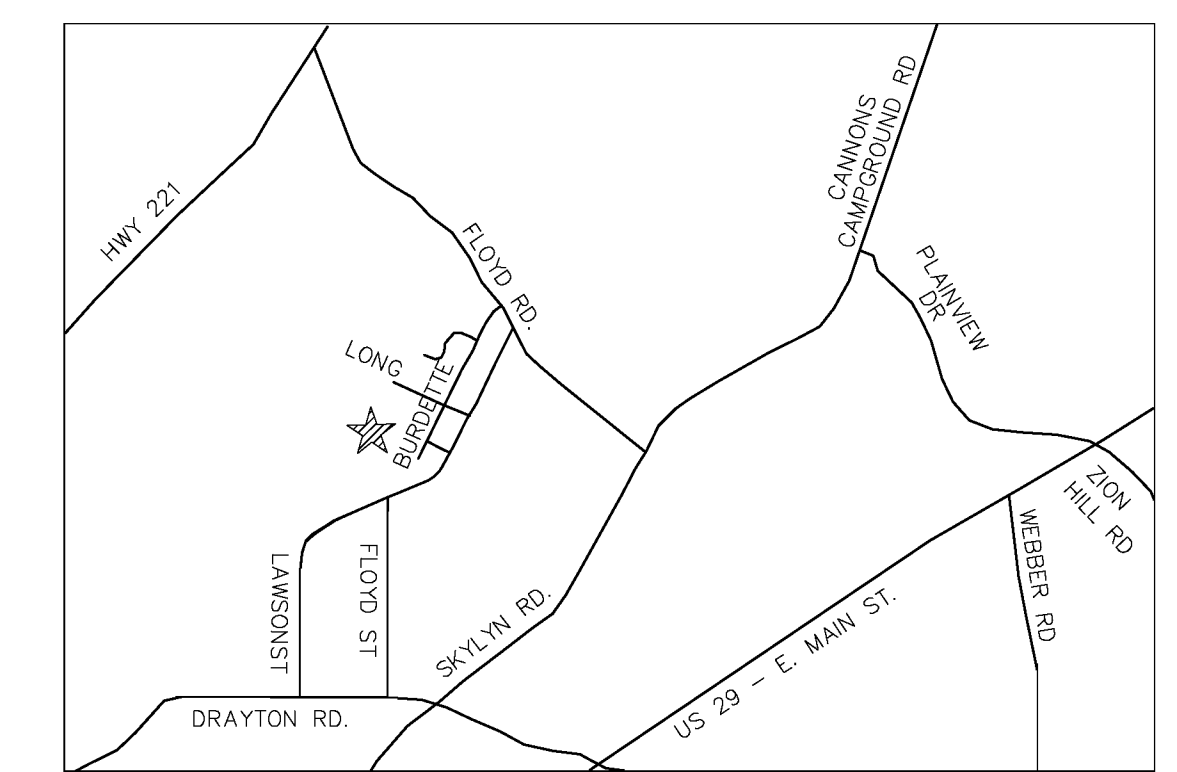 HWY 221
FLOYD RD.
CANNONS
CAMPGROUND RD
PLAINVIEW
DR
LONG
BURDETTE
ZION
HILL RD
WEBBER RD
LAWSONST
FLOYD ST
SKYLYN RD.
US 29 – E. MAIN ST.
DRAYTON RD.